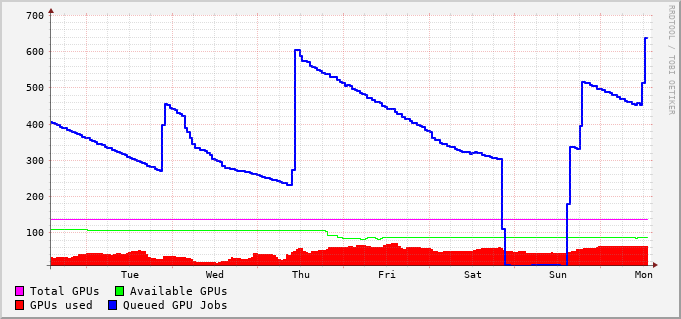 700
600
500
400
300
200
100
Tue Wed Thu Fri Sat Sun Mon
Total GPUs Available GPUs
GPUs used Queued GPU Jobs
RRDTOOL / TOBI OETIKER